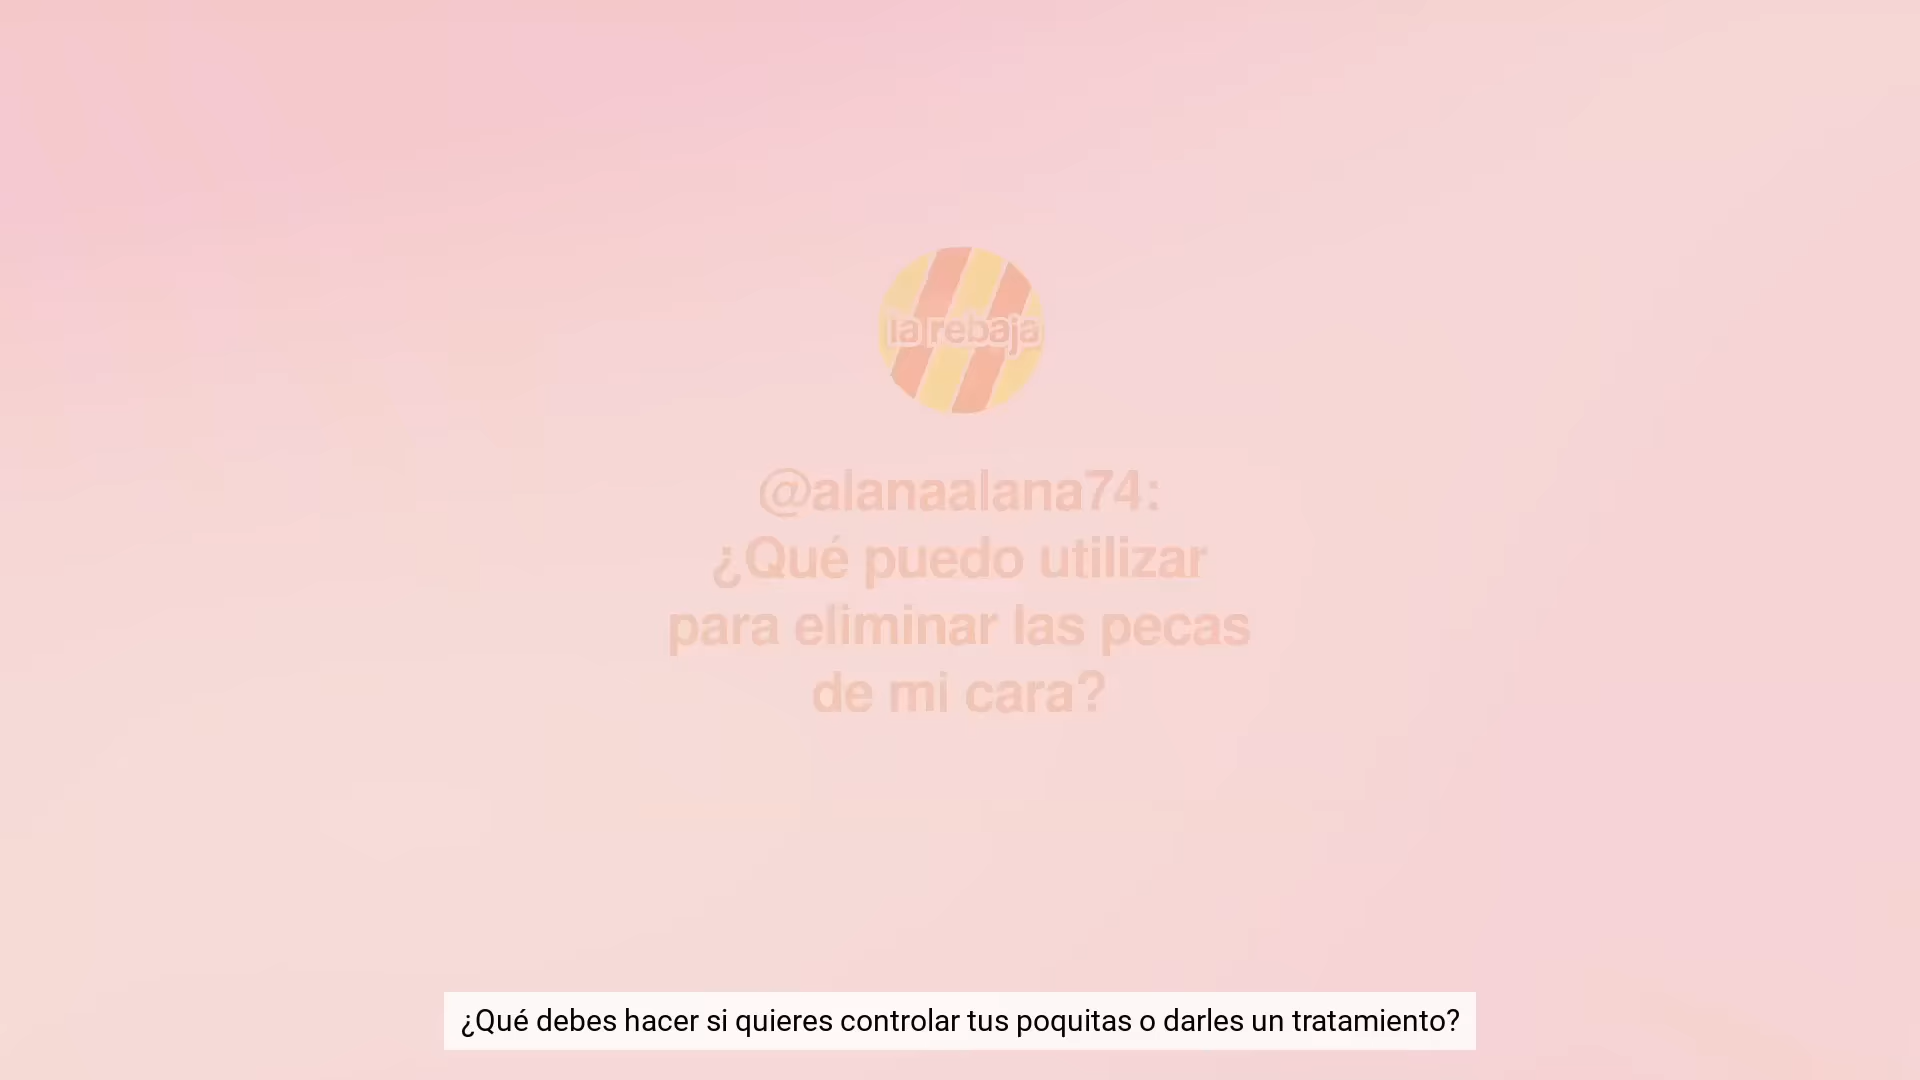 la rebaja
@alanaalana74:
¿Qué puedo utilizar
para eliminar las pecas
de mi cara?
¿Qué debes hacer si quieres controlar tus poquitas o darles un tratamiento?